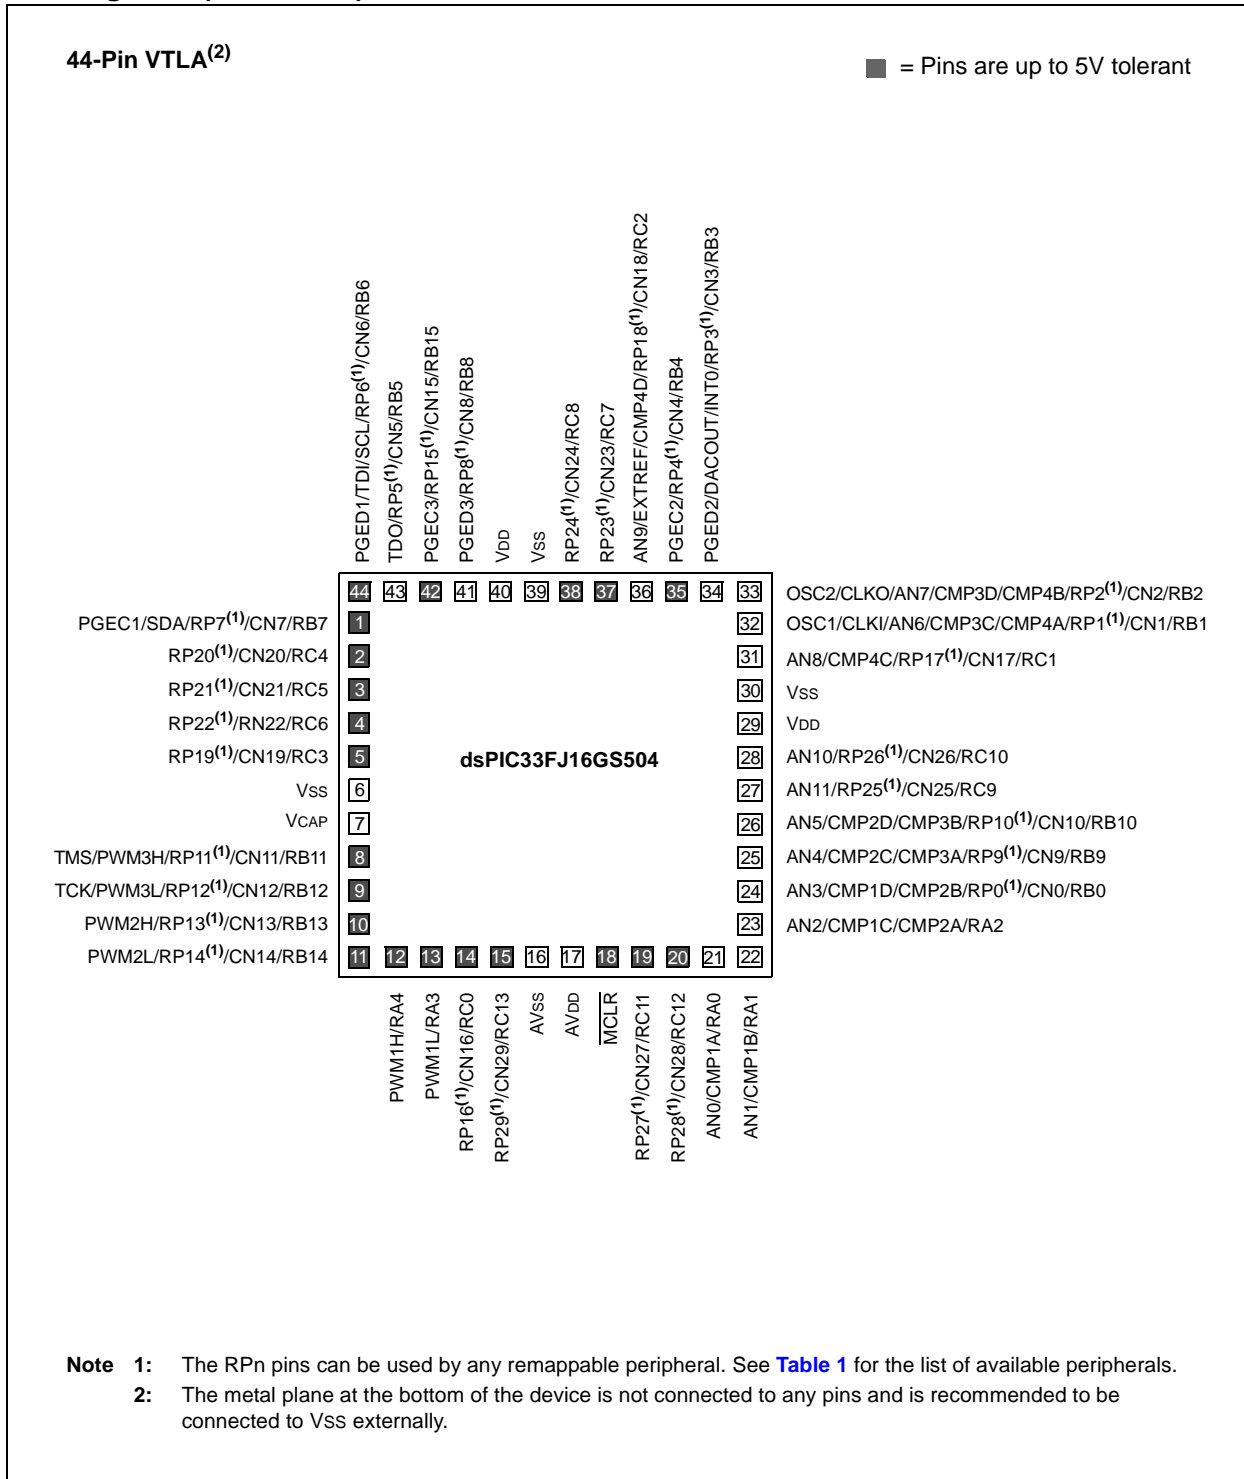 44-Pin VTLA(2)
= Pins are up to 5V tolerant
PGED1/TDI/SCL/RP6(1)/CN6/RB6
TDO/RP5(1)/CN5/RB5
PGEC3/RP15(1)/CN15/RB15
PGED3/RP8(1)/CN8/RB8
VDD
VSS
RP24(1)/CN24/RC8
RP23(1)/CN23/RC7
AN9/EXTREF/CMP4D/RP18(1)/CN18/RC2
PGEC2/RP4(1)/CN4/RB4
PGED2/DACOUT/INT0/RP3(1)/CN3/RB3
44 43 42 41 40 39 38 37 36 35 34 33 OSC2/CLKO/AN7/CMP3D/CMP4B/RP2(1)/CN2/RB2
PGEC1/SDA/RP7(1)/CN7/RB7 1 32 OSC1/CLKI/AN6/CMP3C/CMP4A/RP1(1)/CN1/RB1
RP20(1)/CN20/RC4 2 31 AN8/CMP4C/RP17(1)/CN17/RC1
RP21(1)/CN21/RC5 3 30 VSS
RP22(1)/RN22/RC6 4 29 VDD
RP19(1)/CN19/RC3 5 dsPIC33FJ16GS504 28 AN10/RP26(1)/CN26/RC10
VSS 6 27 AN11/RP25(1)/CN25/RC9
VCAP 7 26 AN5/CMP2D/CMP3B/RP10(1)/CN10/RB10
TMS/PWM3H/RP11(1)/CN11/RB11 8 25 AN4/CMP2C/CMP3A/RP9(1)/CN9/RB9
TCK/PWM3L/RP12(1)/CN12/RB12 9 24 AN3/CMP1D/CMP2B/RP0(1)/CN0/RB0
PWM2H/RP13(1)/CN13/RB13 10 23 AN2/CMP1C/CMP2A/RA2
PWM2L/RP14(1)/CN14/RB14 11 12 13 14 15 16 17 18 19 20 21 22
PWM1H/RA4
PWM1L/RA3
RP16(1)/CN16/RC0
RP29(1)/CN29/RC13
AVSS
AVDD
MCLR
RP27(1)/CN27/RC11
RP28(1)/CN28/RC12
AN0/CMP1A/RA0
AN1/CMP1B/RA1
Note 1: The RPn pins can be used by any remappable peripheral. See Table 1 for the list of available peripherals.
2: The metal plane at the bottom of the device is not connected to any pins and is recommended to be
connected to VSS externally.